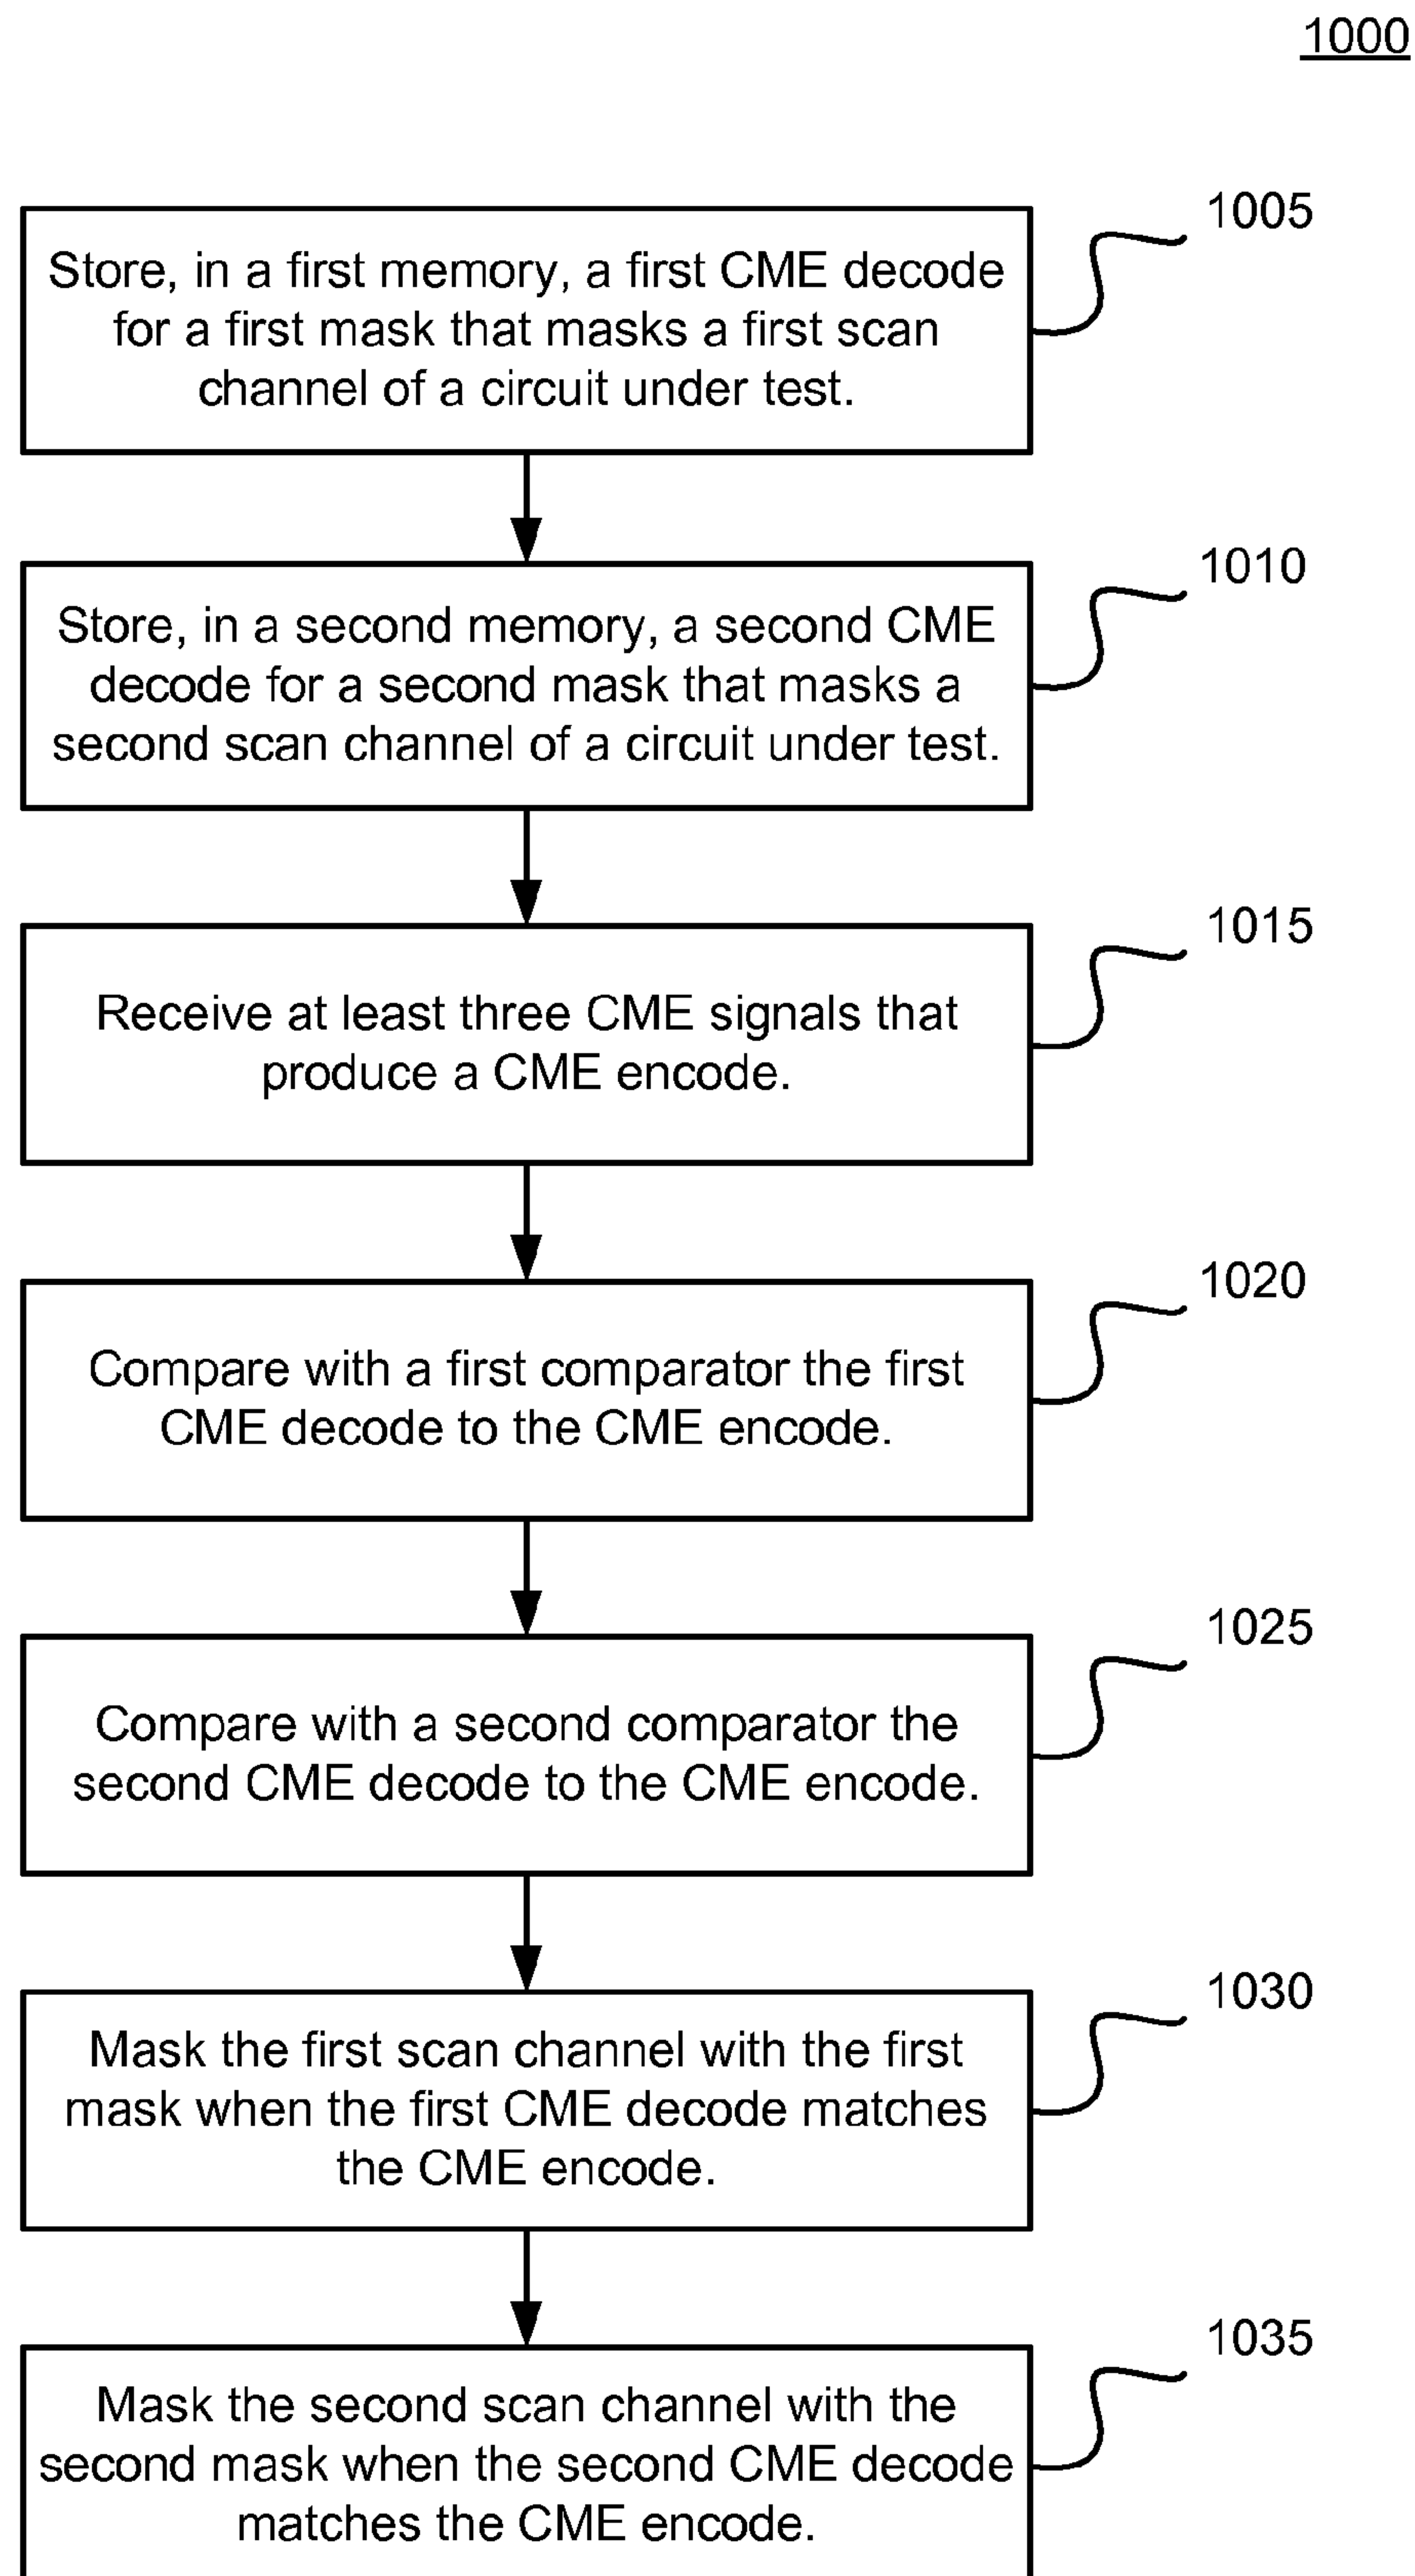 1000
1005
Store, in a first memory, a first CME decode
for a first mask that masks a first scan
channel of a circuit under test.
1010
Store, in a second memory, a second CME
decode for a second mask that masks a
second scan channel of a circuit under test.
1015
Receive at least three CME signals that
produce a CME encode.
1020
Compare with a first comparator the first
CME decode to the CME encode.
1025
Compare with a second comparator the
second CME decode to the CME encode.
1030
Mask the first scan channel with the first
mask when the first CME decode matches
the CME encode.
1035
Mask the second scan channel with the
second mask when the second CME decode
matches the CME encode.